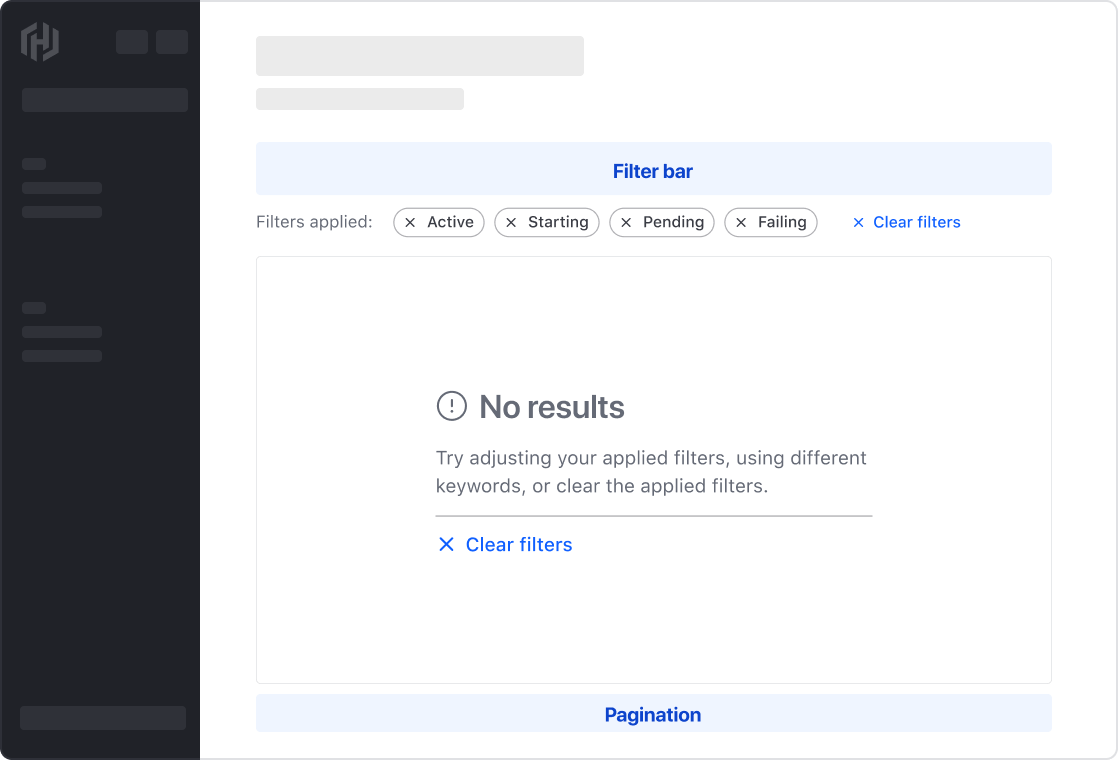 Filter bar
Filters applied: Active Starting Pending Failing Clear filters
No results
Try adjusting your applied filters, using different
keywords, or clear the applied filters.
Clear filters
Pagination